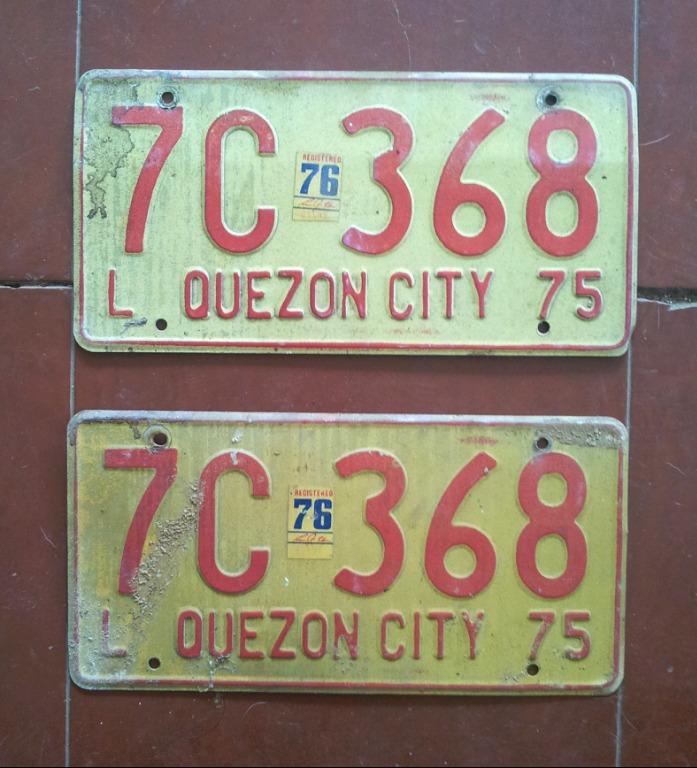 7C 368
REGISTERED
76
L QUEZON CITY 75
7C 368
REGISTERED
76
L QUEZON CITY 75